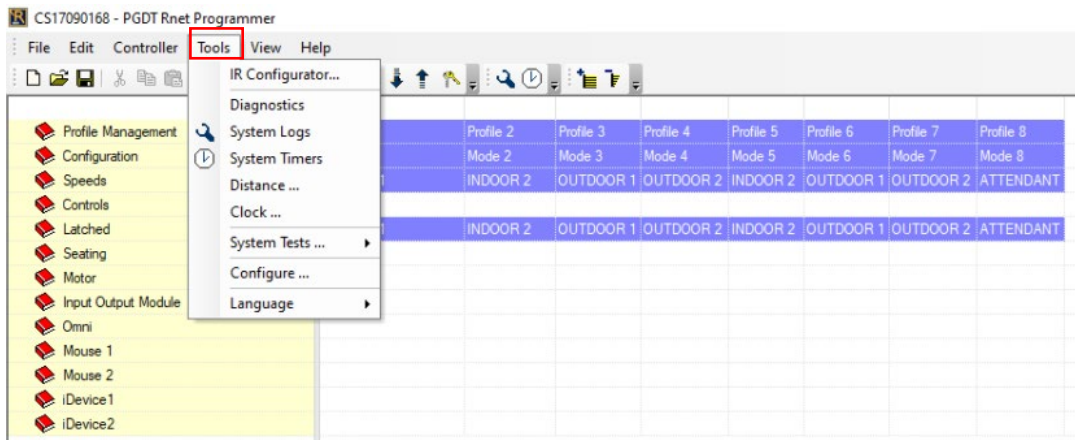 CS17090168 - PGDT Rnet Programmer
File Edit Controller Tools View Help
IR Configurator...
Diagnostics
Profile Management System Logs Profile 2 Profile 3 Profile 4 Profile 5 Profile 6 Profile 7 Profile 8
Configuration System Timers Mode 2 Mode 3 Mode 4 Mode 5 Mode 6 Mode 7 Mode 8
Speeds Distance ... 1 INDOOR 2 OUTDOOR 1 OUTDOOR 2 INDOOR 2 OUTDOOR 1 OUTDOOR 2 ATTENDANT
Controls Clock ...
Latched System Tests ... 1 INDOOR 2 OUTDOOR 1 OUTDOOR 2 INDOOR 2 OUTDOOR 1 OUTDOOR 2 ATTENDANT
Seating
Motor Configure ...
Input Output Module Language
Omni
Mouse 1
Mouse 2
iDevice1
iDevice2